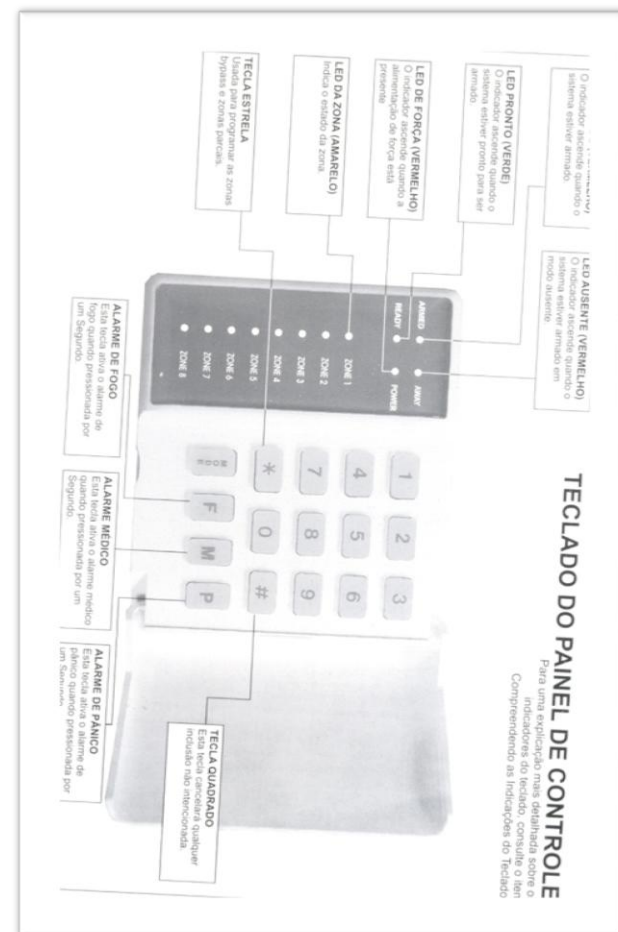 TECLADO DO PAINEL DE CONTROLE
Para uma explicação mais detalhada sobre o
indicadores do teclado, consulte o item
Compreendendo as Indicações do Teclado
O indicador ascende quando o
sistema estiver armado.
LED AUSENTE (VERMELHO)
O indicador ascende quando o
sistema estiver armado em
modo ausente.
LED PRONTO (VERDE)
O indicador ascende quando o
sistema estiver pronto para ser
armado.
LED DE FORÇA (VERMELHO)
O indicador ascende quando a
alimentação de força está
presente
LED DA ZONA (AMARELO)
Indica o estado da zona.
TECLA ESTRELA
Usada para programar as zonas
bypass e zonas parciais.
ARMED
AWAY
READY
POWER
ZONE 1
ZONE 2
ZONE 3
ZONE 4
ZONE 5
ZONE 6
ZONE 7
ZONE 8
1 2 3
4 5 6
7 8 9
* 0 #
F M P
TECLA QUADRADO
Esta tecla cancelará qualquer
inclusão não intencionada.
ALARME DE FOGO
Esta tecla ativa o alarme de
fogo quando pressionada por
um Segundo.
ALARME MÉDICO
Esta tecla ativa o alarme médico
quando pressionada por um
Segundo.
ALARME DE PÂNICO
Esta tecla ativa o alarme de
pânico quando pressionada por
um Segundo